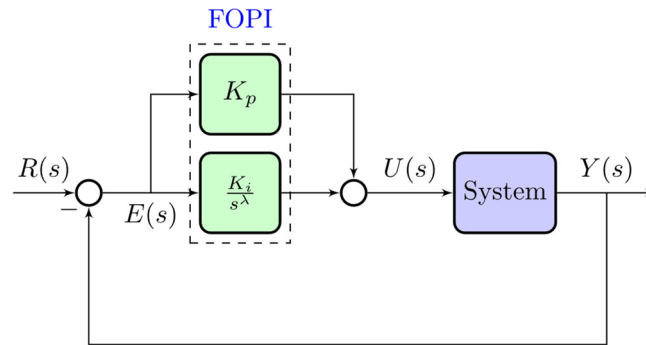 FOPI
K_p
R(s)
−
E(s)
K_i
s^λ
U(s)
System
Y(s)